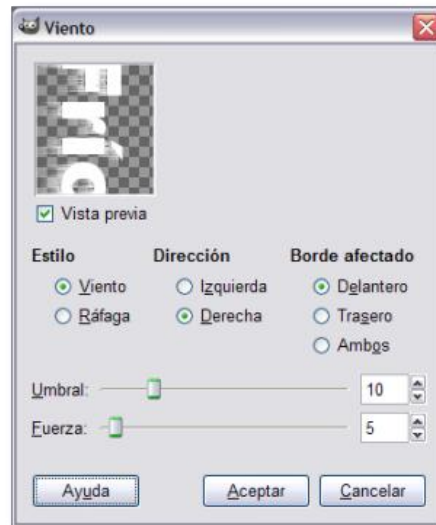 Viento
Frío
Vista previa
Estilo Dirección Borde afectado
Viento Izquierda Delantero
Ráfaga Derecha Trasero
Ambos
Umbral: 10
Fuerza: 5
Ayuda Aceptar Cancelar